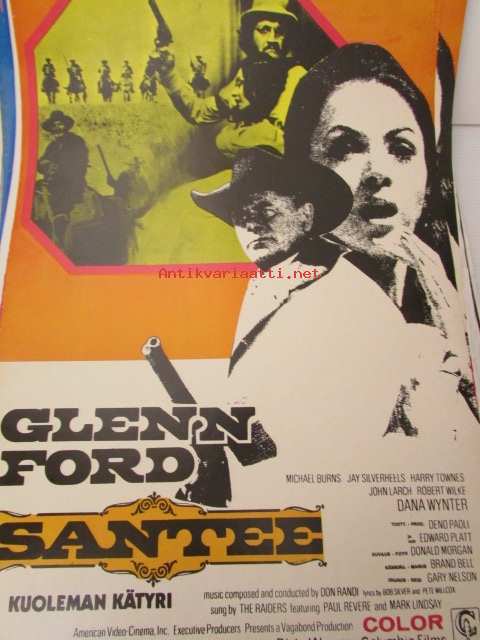 Antikvariaatti.net
GLENN
FORD
MICHAEL BURNS JAY SILVERHEELS HARRY TOWNES
JOHN LARCH ROBERT WILKE
DANA WYNTER
SANTEE
DENO PAOLI
EDWARD PLATT
DONALD MORGAN
BRAND BELL
GARY NELSON
KUOLEMAN KÄTYRI
music composed and conducted by DON RANDI lyrics by BOB SILVER and PETE WILLCOX
sung by THE RAIDERS featuring PAUL REVERE and MARK LINDSAY
American Video-Cinema, Inc. Executive Producers Presents a Vagabond Production
COLOR
Columbia Films